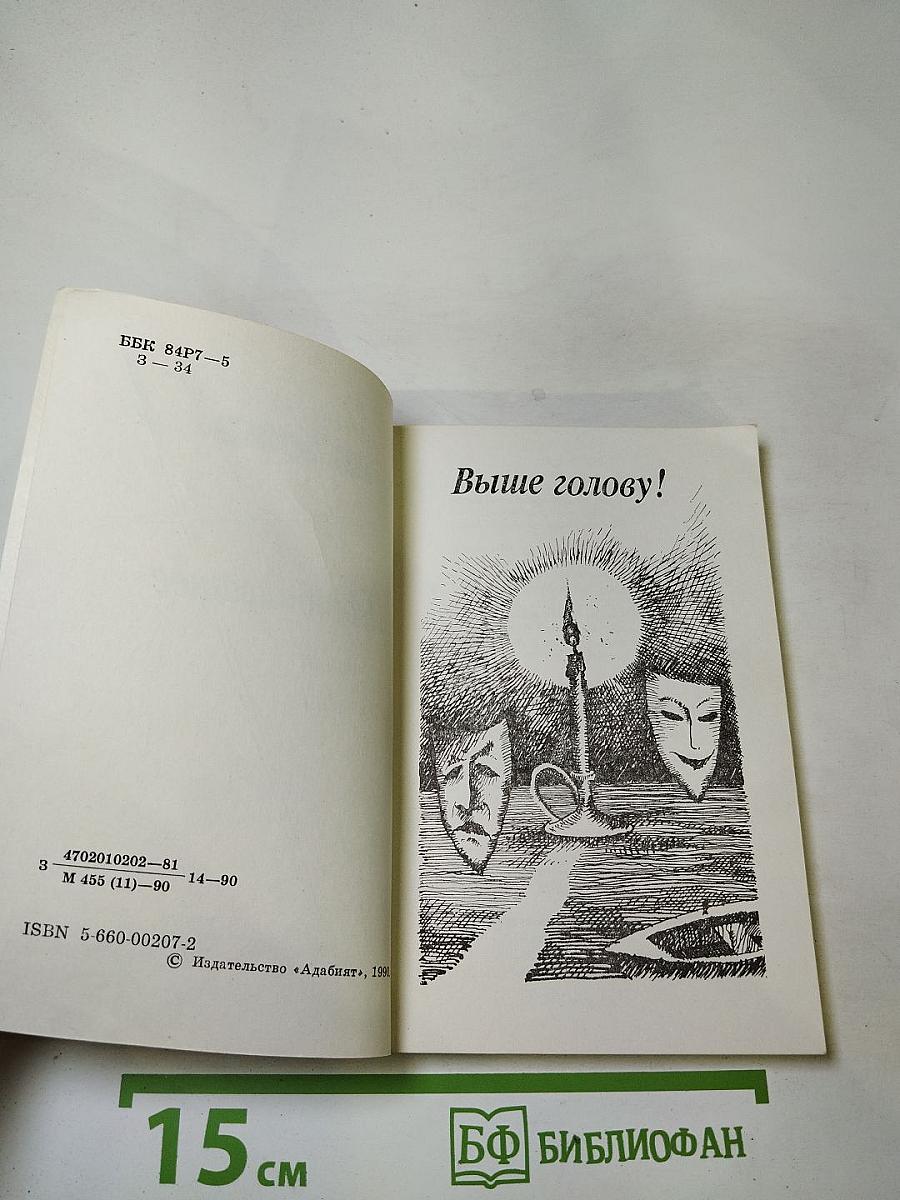 ББК 84Р7—5
З — 34
З 4702010202—81 14—90
М 455 (11)—90
ISBN 5-660-00207-2
© Издательство «Адабият», 1990
Выше голову!
15 см
БФ БИБЛИОФАН